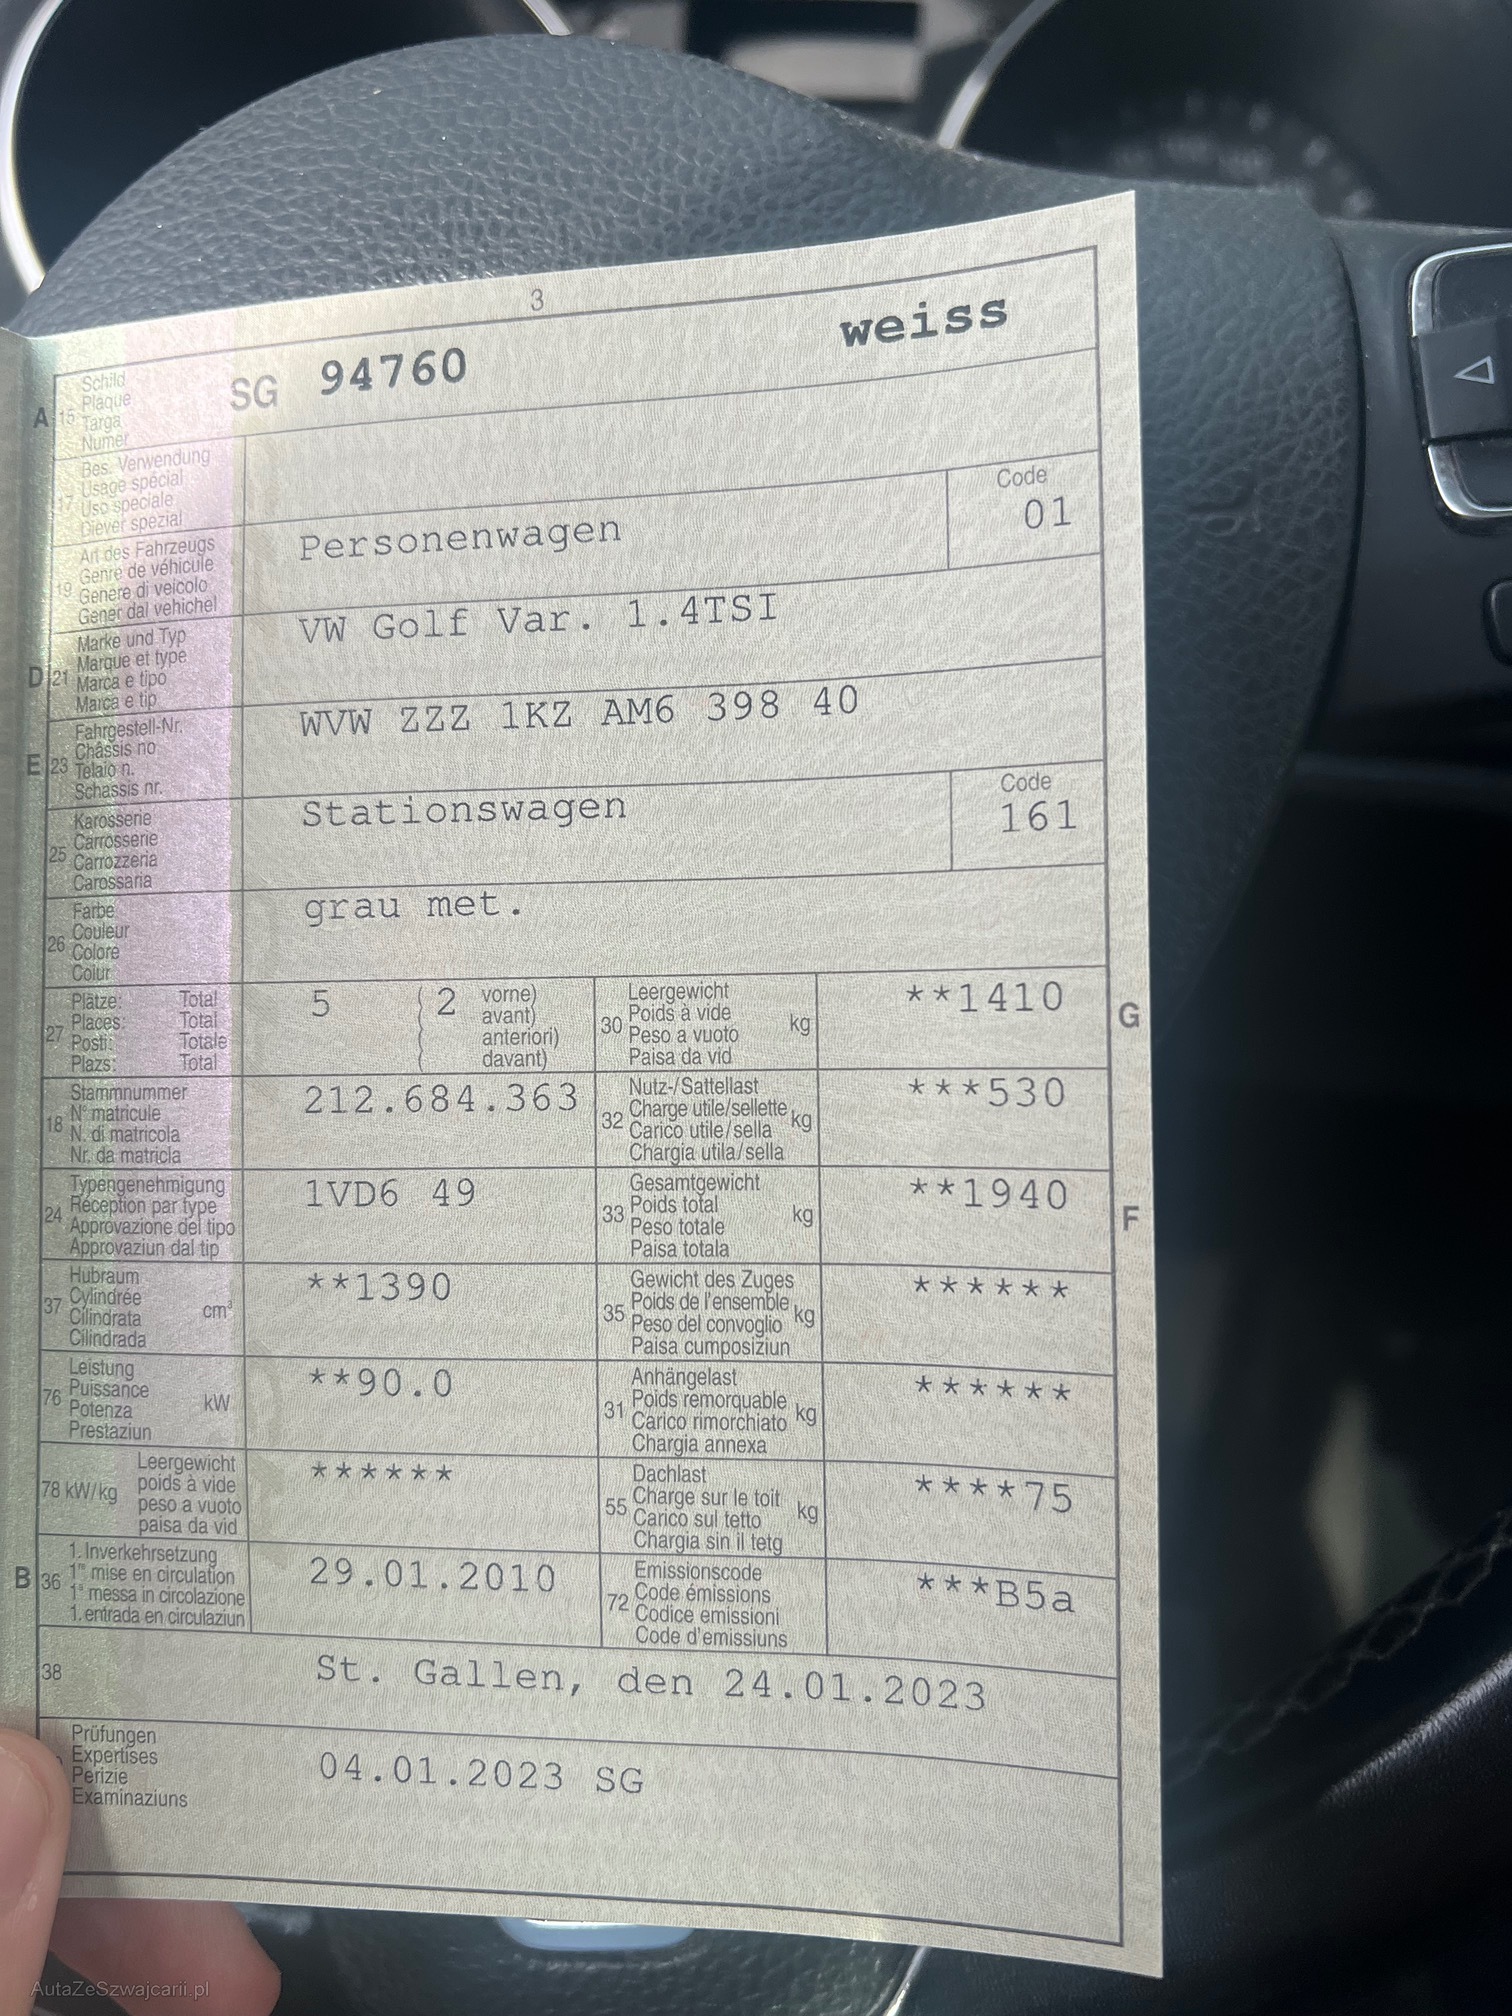 3
A 15 Schild
Plaque
Targa
Numer
SG 94760 weiss
17 Bes. Verwendung
Usage spécial
Uso speciale
Diever spezial
19 Art des Fahrzeugs
Genre de véhicule
Genere di veicolo
Gener dal vehichel
Personenwagen
Code
01
D 21 Marke und Typ
Marque et type
Marca e tipo
Marca e tip
VW Golf Var. 1.4TSI
E 23 Fahrgestell-Nr.
Châssis no
Telaio n.
Schassis nr.
WVW ZZZ 1KZ AM6 398 40
25 Karosserie
Carrosserie
Carrozzeria
Carossaria
Stationswagen
Code
161
26 Farbe
Couleur
Colore
Colur
grau met.
27 Plätze: Total
Places: Total
Posti: Totale
Plazs: Total
5 ( 2 vorne)
( avant)
( anteriori)
( davant)
30 Leergewicht
Poids à vide
Peso a vuoto
Paisa da vid
kg
**1410
G
18 Stammnummer
N° matricule
N. di matricola
Nr. da matricla
212.684.363
32 Nutz-/Sattellast
Charge utile/sellette
Carico utile/sella
Chargia utila/sella
kg
***530
24 Typengenehmigung
Réception par type
Approvazione del tipo
Approvaziun dal tip
1VD6 49
33 Gesamtgewicht
Poids total
Peso totale
Paisa totala
kg
**1940
F
37 Hubraum
Cylindrée
Cilindrata
Cilindrada
cm³
**1390
35 Gewicht des Zuges
Poids de l'ensemble
Peso del convoglio
Paisa cumposiziun
kg
******
76 Leistung
Puissance
Potenza
Prestaziun
kW
**90.0
31 Anhängelast
Poids remorquable
Carico rimorchiato
Chargia annexa
kg
******
78 kW/kg Leergewicht
poids à vide
peso a vuoto
paisa da vid
******
55 Dachlast
Charge sur le toit
Carico sul tetto
Chargia sin il tetg
kg
****75
B 36 1. Inverkehrsetzung
1re mise en circulation
1a messa in circolazione
1. entrada en circulaziun
29.01.2010
72 Emissionscode
Code émissions
Codice emissioni
Code d'emissiuns
***B5a
38
St. Gallen, den 24.01.2023
Prüfungen
Expertises
Perizie
Examinaziuns
04.01.2023 SG
AutaZeSzwajcarii.pl